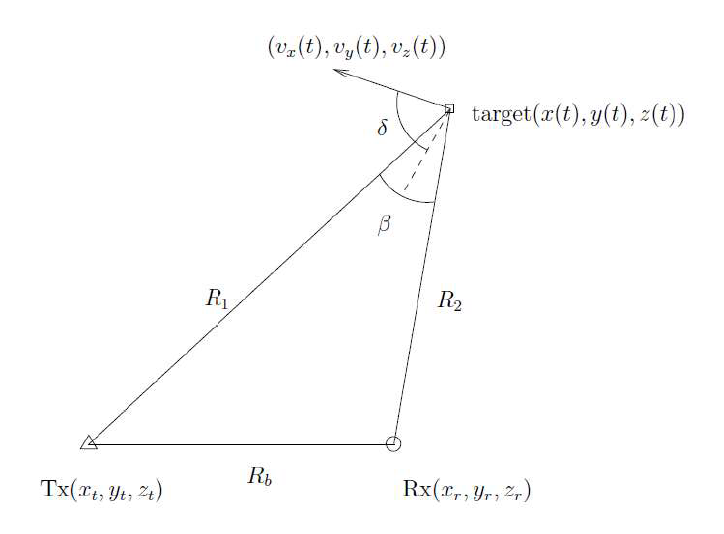 (v_x(t), v_y(t), v_z(t))
target(x(t), y(t), z(t))
δ
β
R_1
R_2
R_b
Tx(x_t, y_t, z_t)
Rx(x_r, y_r, z_r)